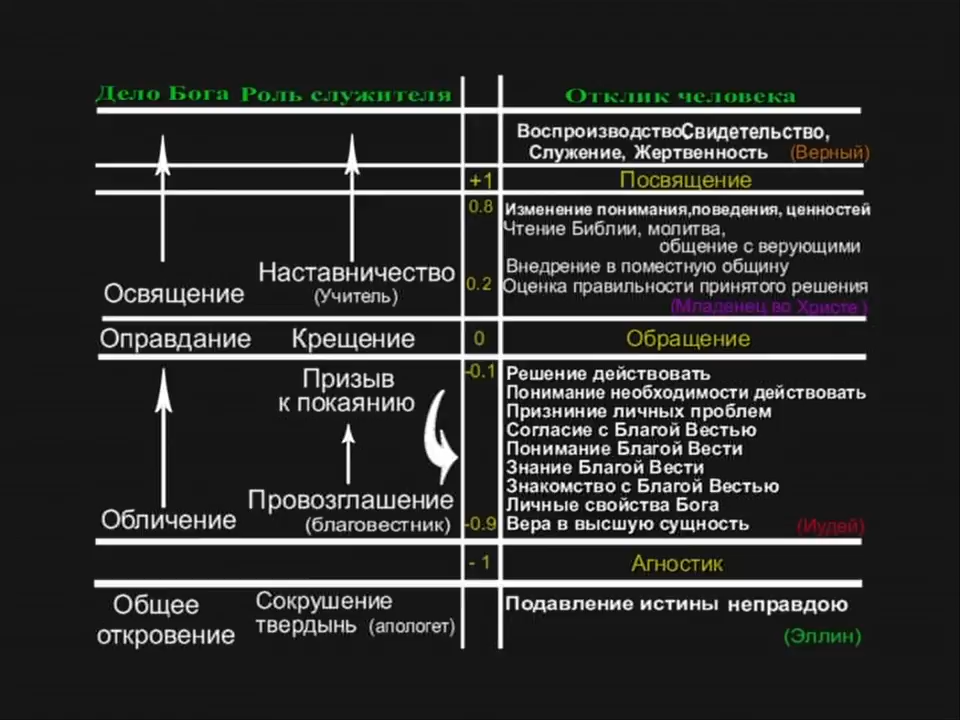 Дело Бога Роль служителя Отклик человека
Воспроизводство Свидетельство,
Служение, Жертвенность (Верный)
+1 Посвящение
0.8 Изменение понимания,поведения, ценностей
Чтение Библии, молитва,
общение с верующими
Наставничество Внедрение в поместную общину
Освящение (Учитель) 0.2 Оценка правильности принятого решения
(Младенец во Христе)
Оправдание Крещение 0 Обращение
Призыв -0.1 Решение действовать
к покаянию Понимание необходимости действовать
Призниние личных проблем
Согласие с Благой Вестью
Понимание Благой Вести
Знание Благой Вести
Провозглашение Знакомство с Благой Вестью
Личные свойства Бога
Обличение (благовестник) -0.9 Вера в высшую сущность (Иудей)
- 1 Агностик
Общее Сокрушение Подавление истины неправдою
откровение твердынь (апологет) (Эллин)